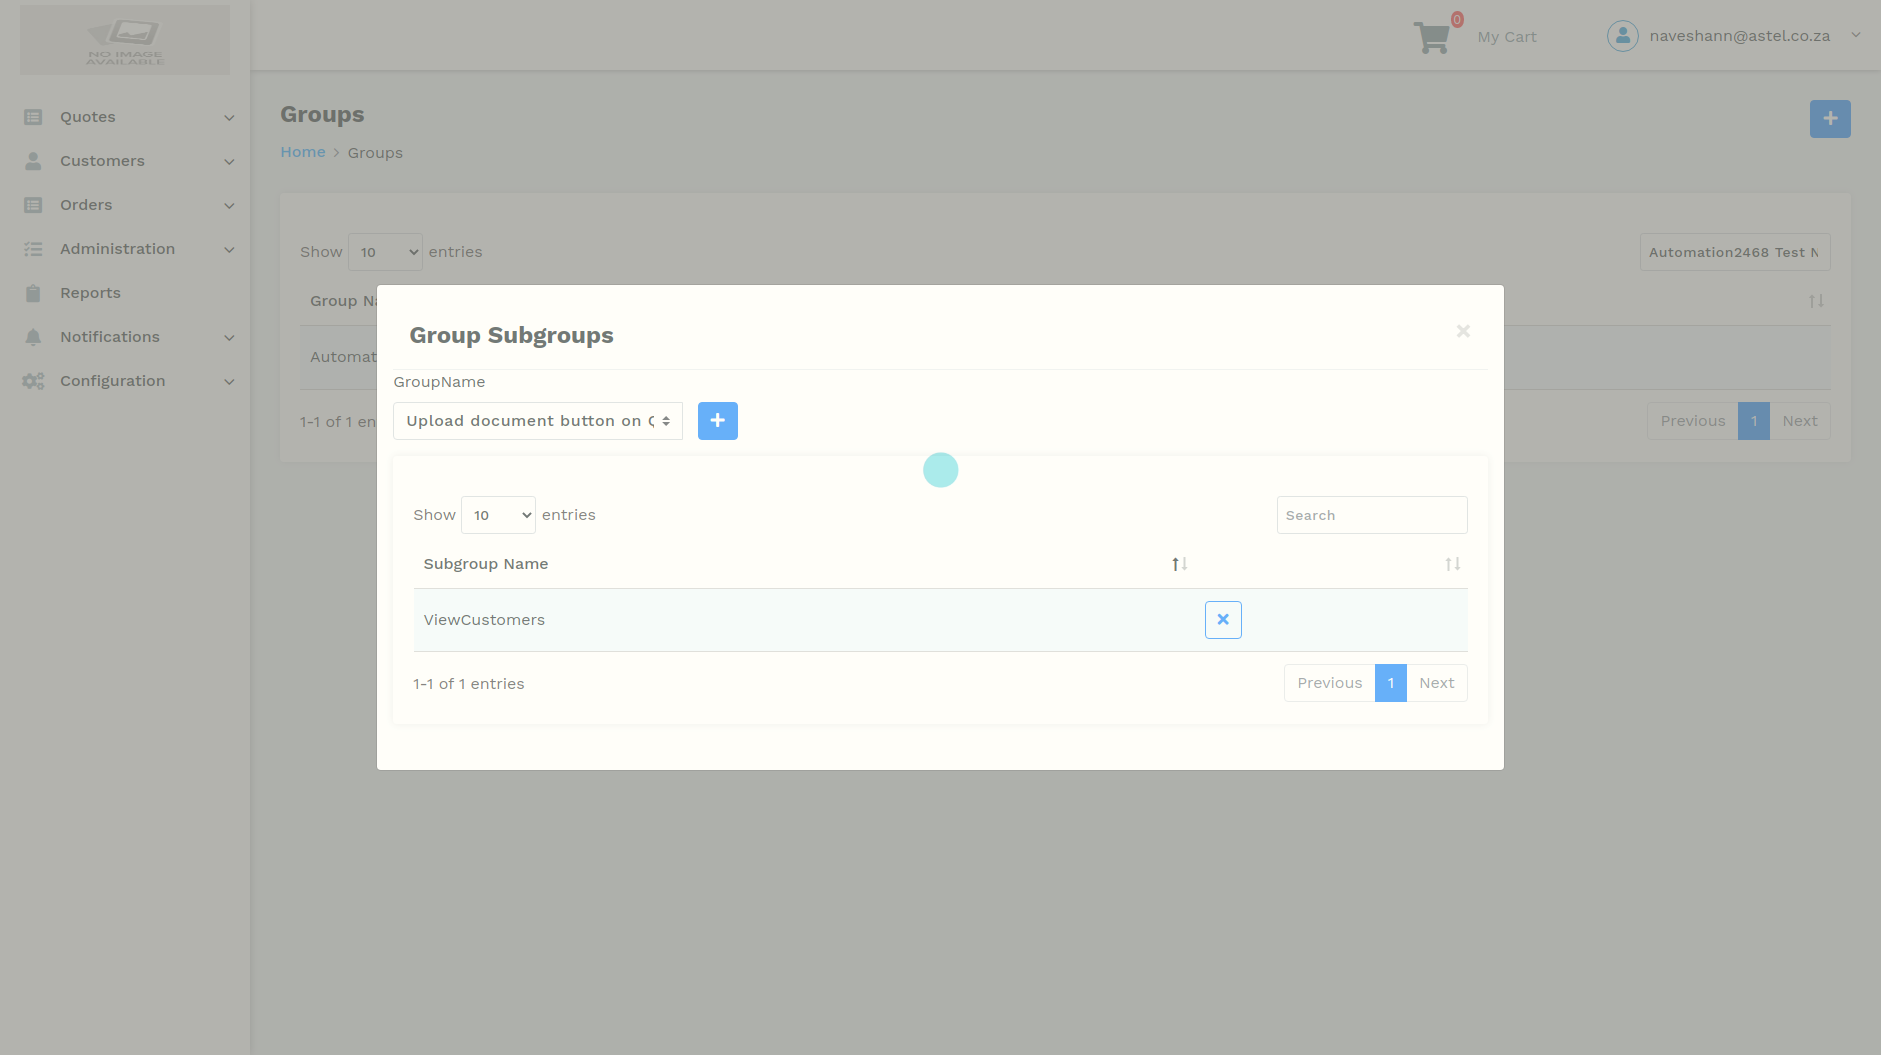 NO IMAGE
AVAILABLE
0
My Cart
naveshann@astel.co.za
Quotes
Customers
Orders
Administration
Reports
Notifications
Configuration
Groups
Home > Groups
Show 10 entries
Automation2468 Test N
Group Na
Automat
1-1 of 1 en
Previous 1 Next
Group Subgroups
×
GroupName
Upload document button on Q
+
Show 10 entries
Search
Subgroup Name
ViewCustomers
1-1 of 1 entries
Previous 1 Next